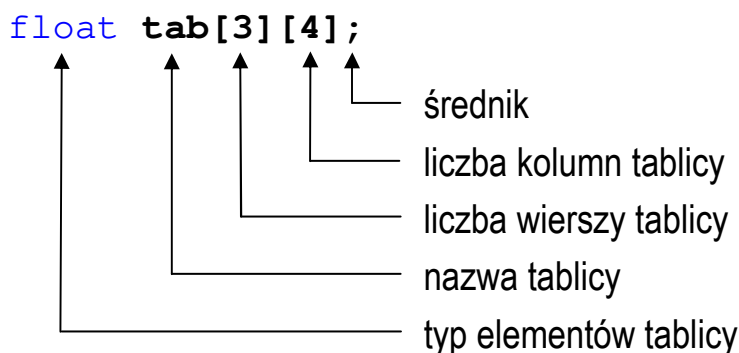 float tab[3][4];
średnik
liczba kolumn tablicy
liczba wierszy tablicy
nazwa tablicy
typ elementów tablicy